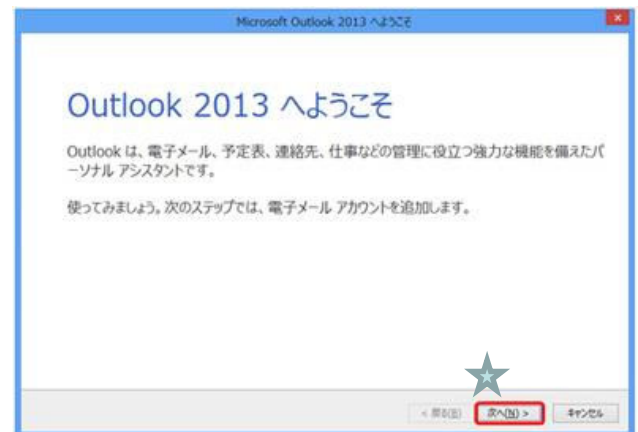 Microsoft Outlook 2013 へようこそ
Outlook 2013 へようこそ
Outlook は、電子メール、予定表、連絡先、仕事などの管理に役立つ強力な機能を備えたパ
ーソナル アシスタントです。
使ってみましょう。次のステップでは、電子メール アカウントを追加します。
< 戻る(B) 次へ(N) > キャンセル